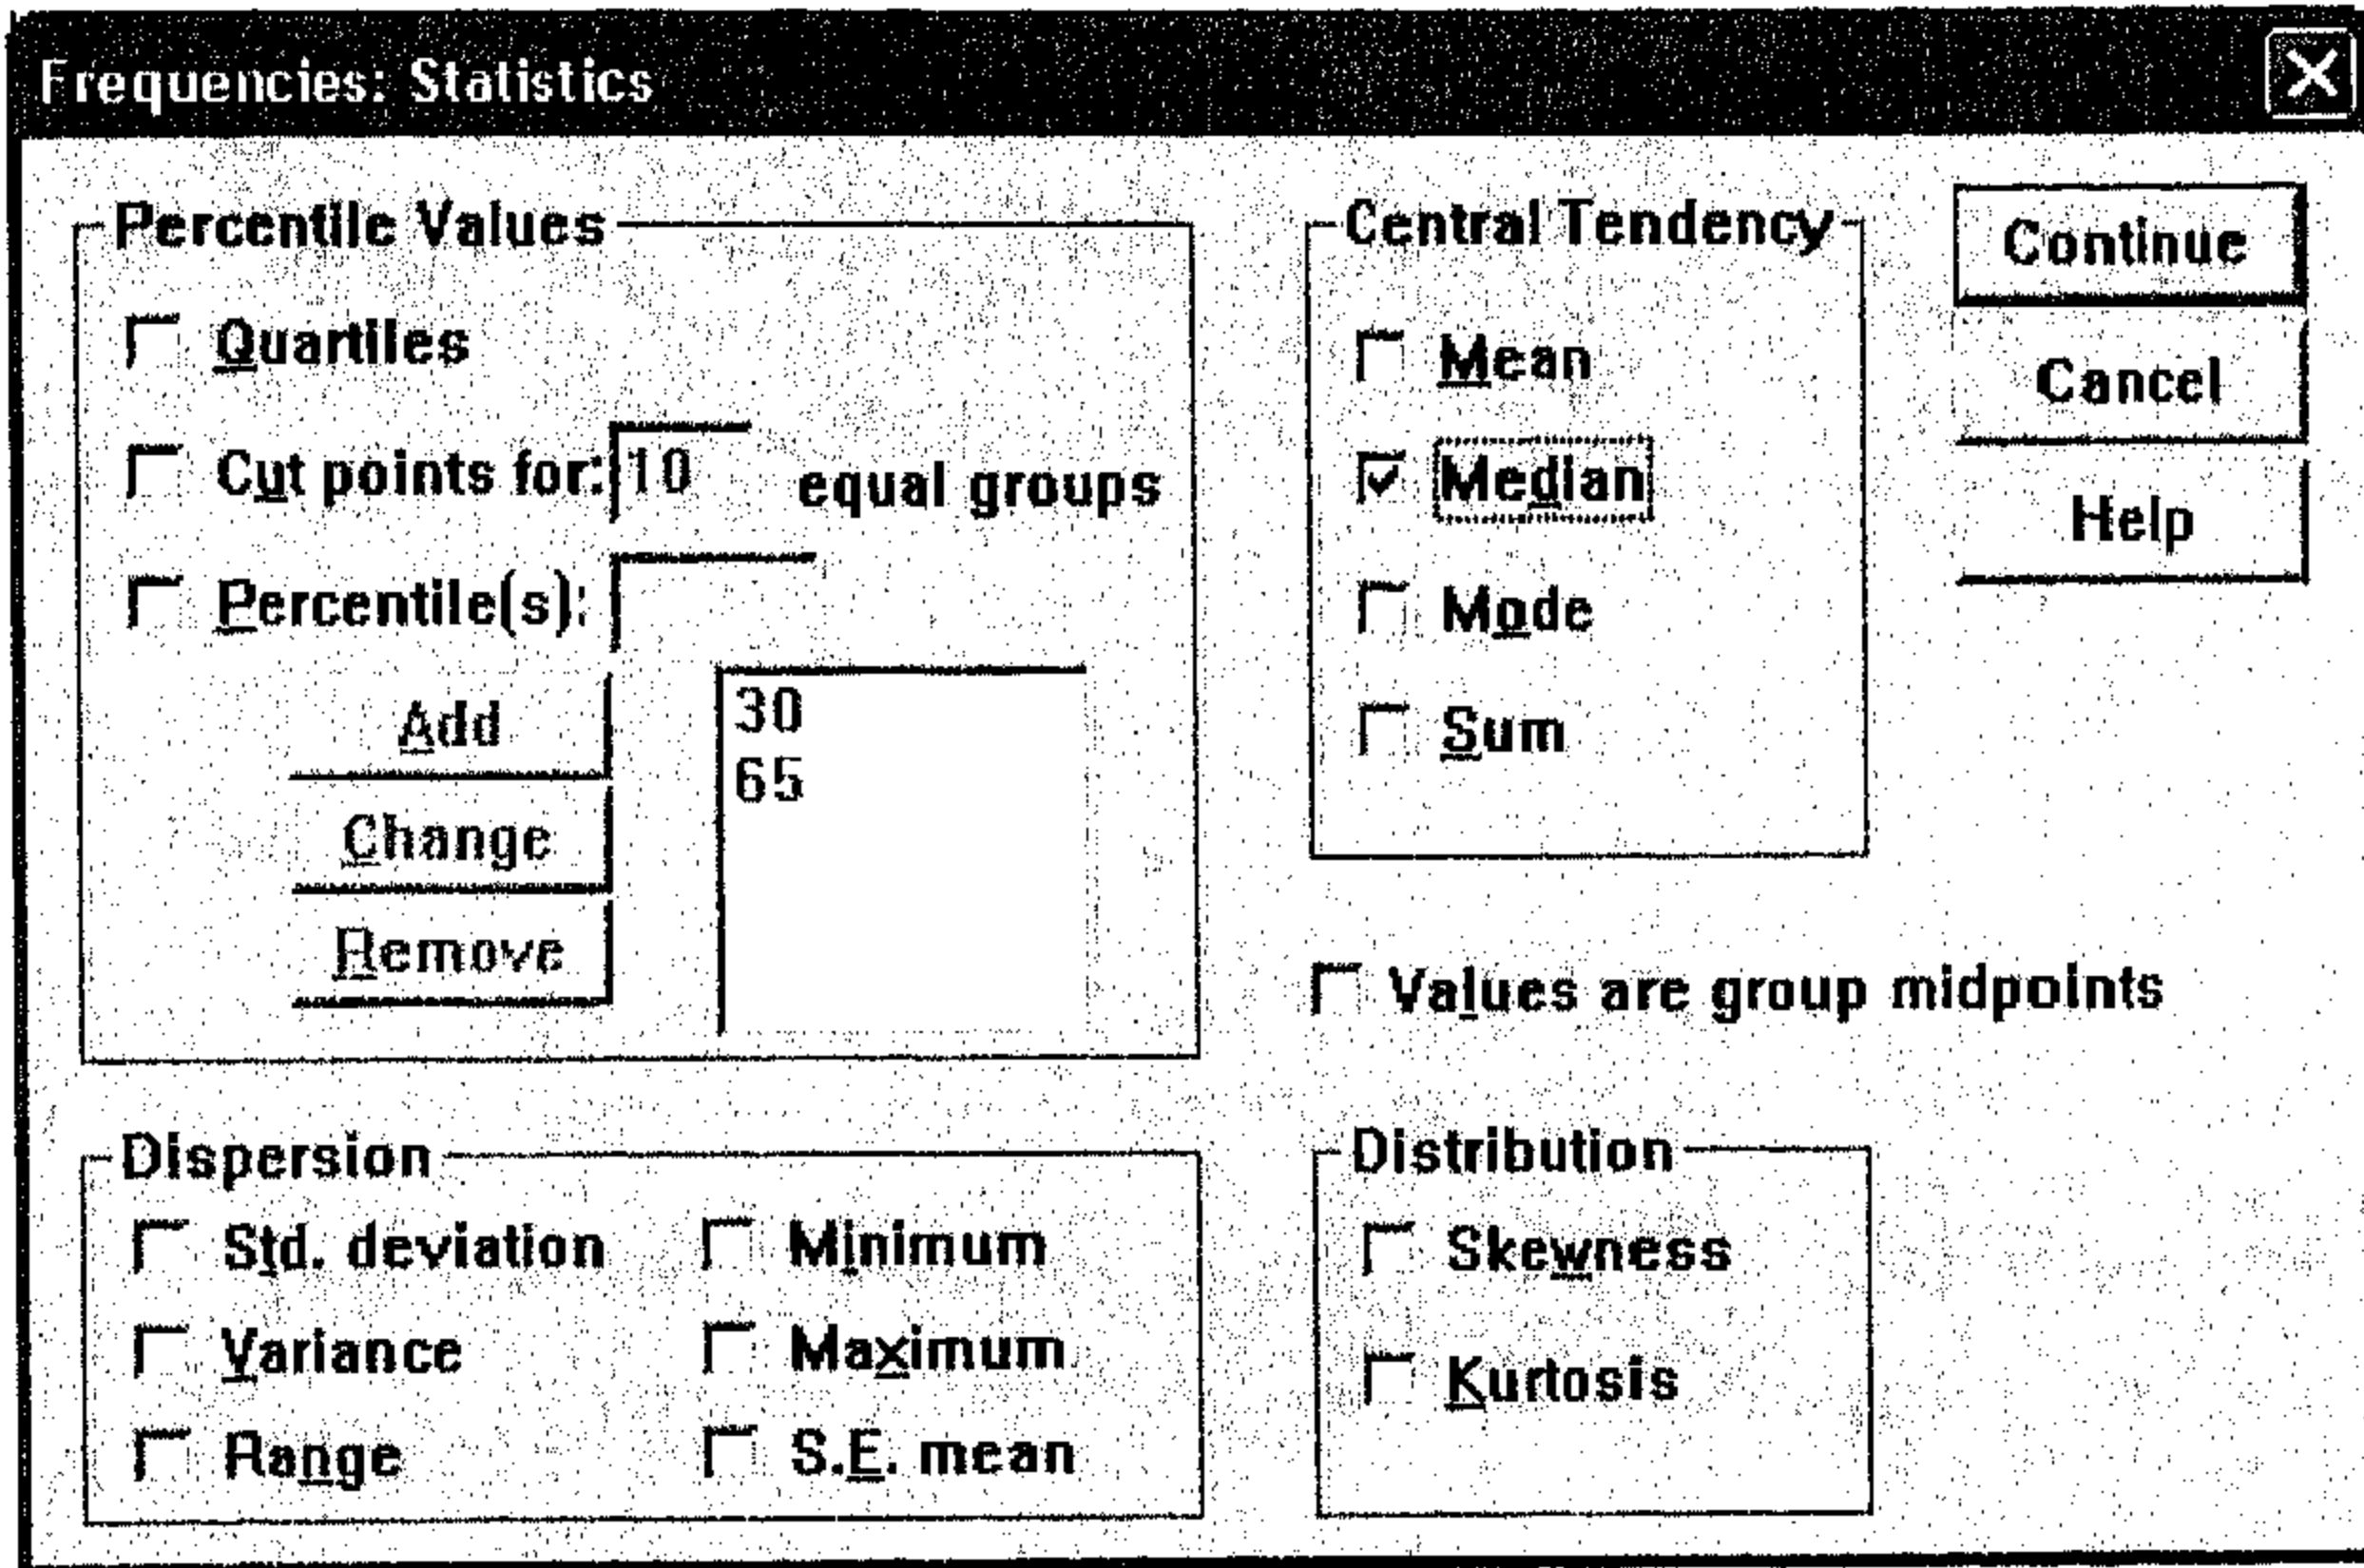 Frequencies: Statistics
Percentile Values
Quartiles
Cut points for: 10 equal groups
Percentile(s):
Add
Change
Remove
30
65
Central Tendency
Mean
Median
Mode
Sum
Continue
Cancel
Help
Values are group midpoints
Dispersion
Std. deviation
Minimum
Variance
Maximum
Range
S.E. mean
Distribution
Skewness
Kurtosis